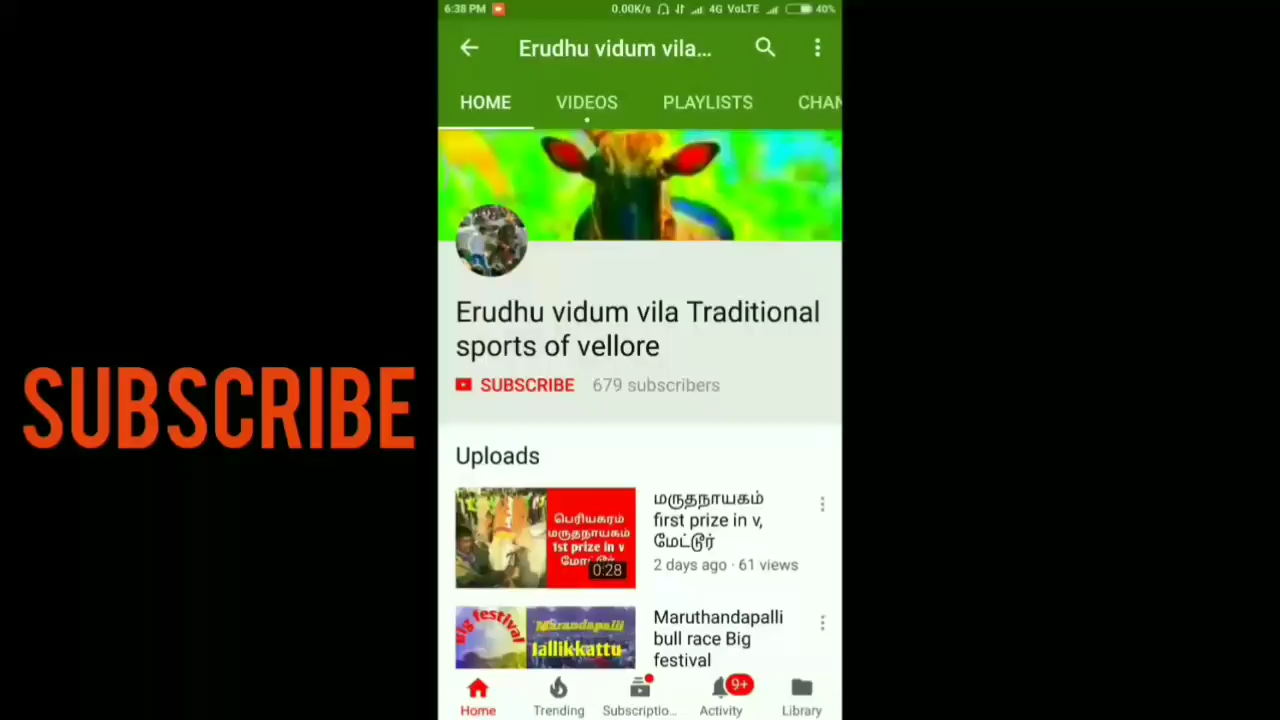 6:38 PM
0.00K/s 4G VoLTE 40%
Erudhu vidum vila...
HOME VIDEOS PLAYLISTS CHAN
Erudhu vidum vila Traditional
sports of vellore
SUBSCRIBE 679 subscribers
SUBSCRIBE
Uploads
பெரியகரம்
மருதநாயகம்
1st prize in v
0:28
மருதநாயகம்
first prize in v,
மேட்டூர்
2 days ago · 61 views
Big festival
Marandapalli
Jallikkattu
Maruthandapalli
bull race Big
festival
Home Trending Subscriptio... Activity Library
9+